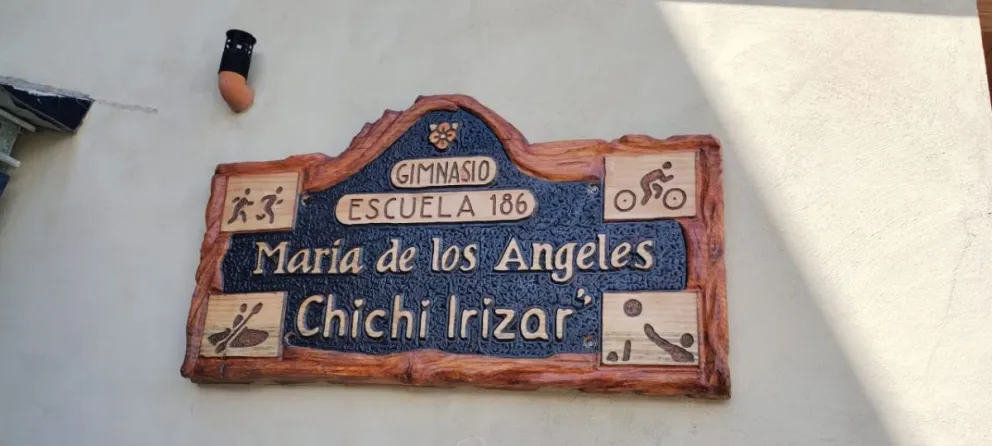 GIMNASIO
ESCUELA 186
Maria de los Angeles
Chichi Irizar"